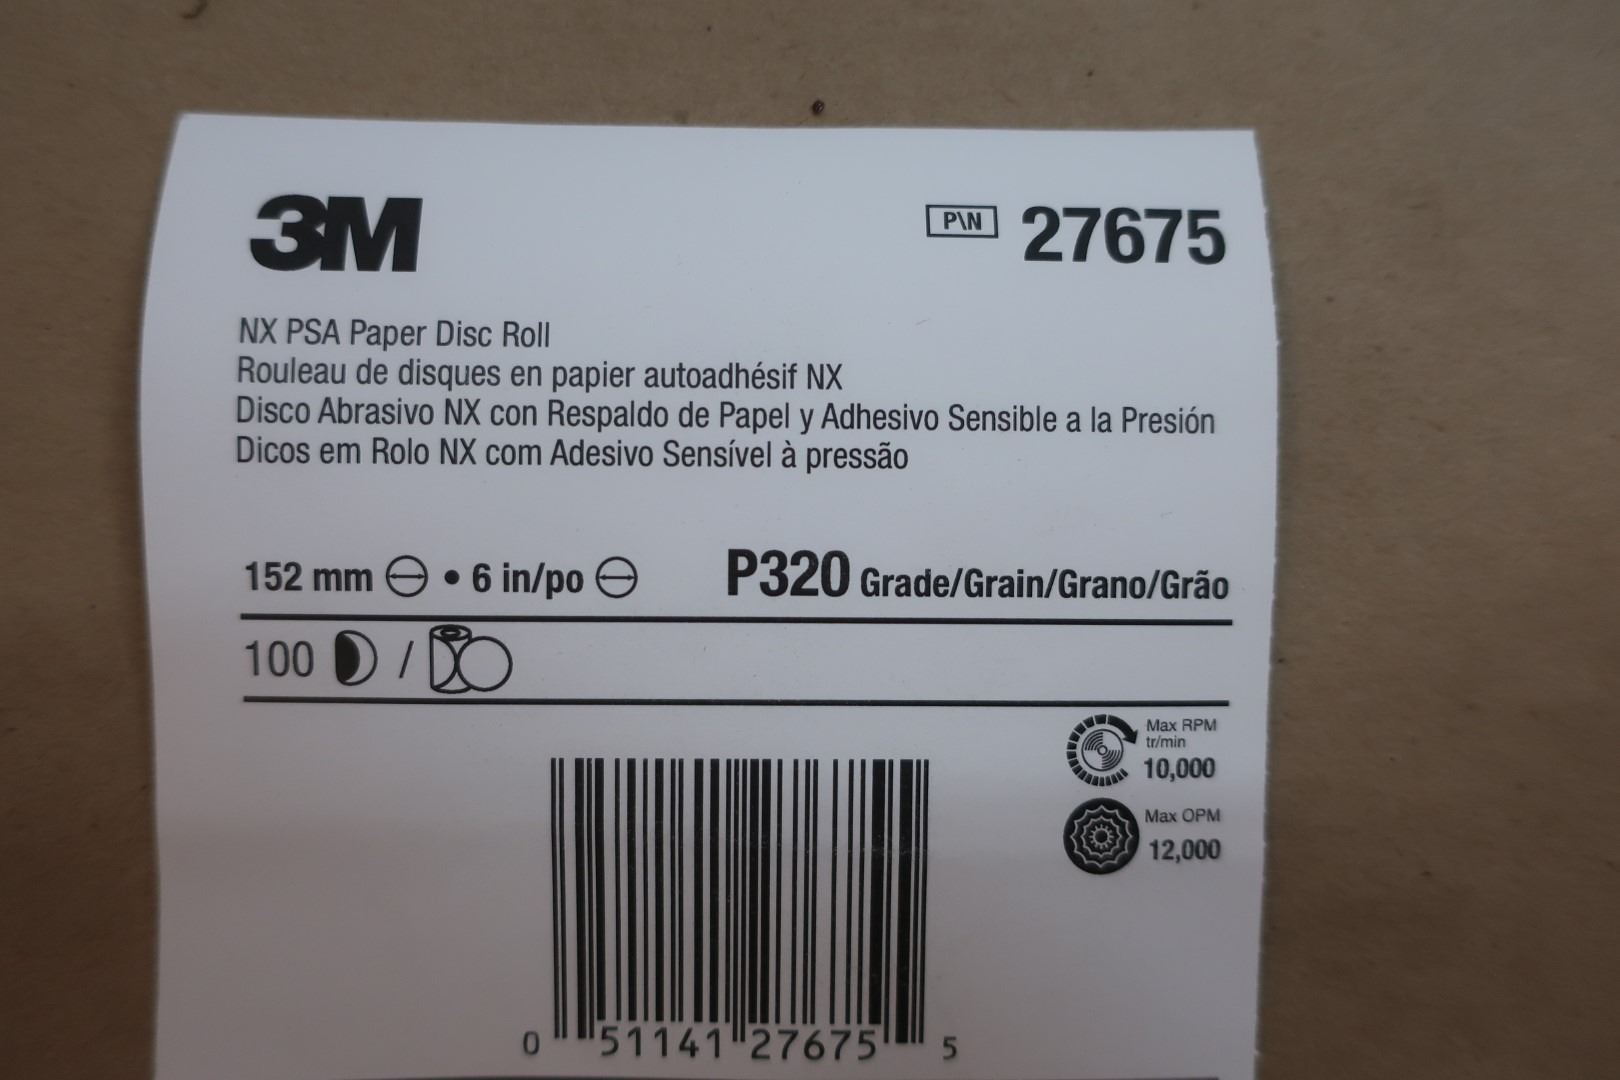 3M
P\N 27675
NX PSA Paper Disc Roll
Rouleau de disques en papier autoadhésif NX
Disco Abrasivo NX con Respaldo de Papel y Adhesivo Sensible a la Presión
Dicos em Rolo NX com Adesivo Sensível à pressão
152 mm • 6 in/po P320 Grade/Grain/Grano/Grão
100 /
Max RPM
tr/min
10,000
Max OPM
12,000
0 51141 27675 5